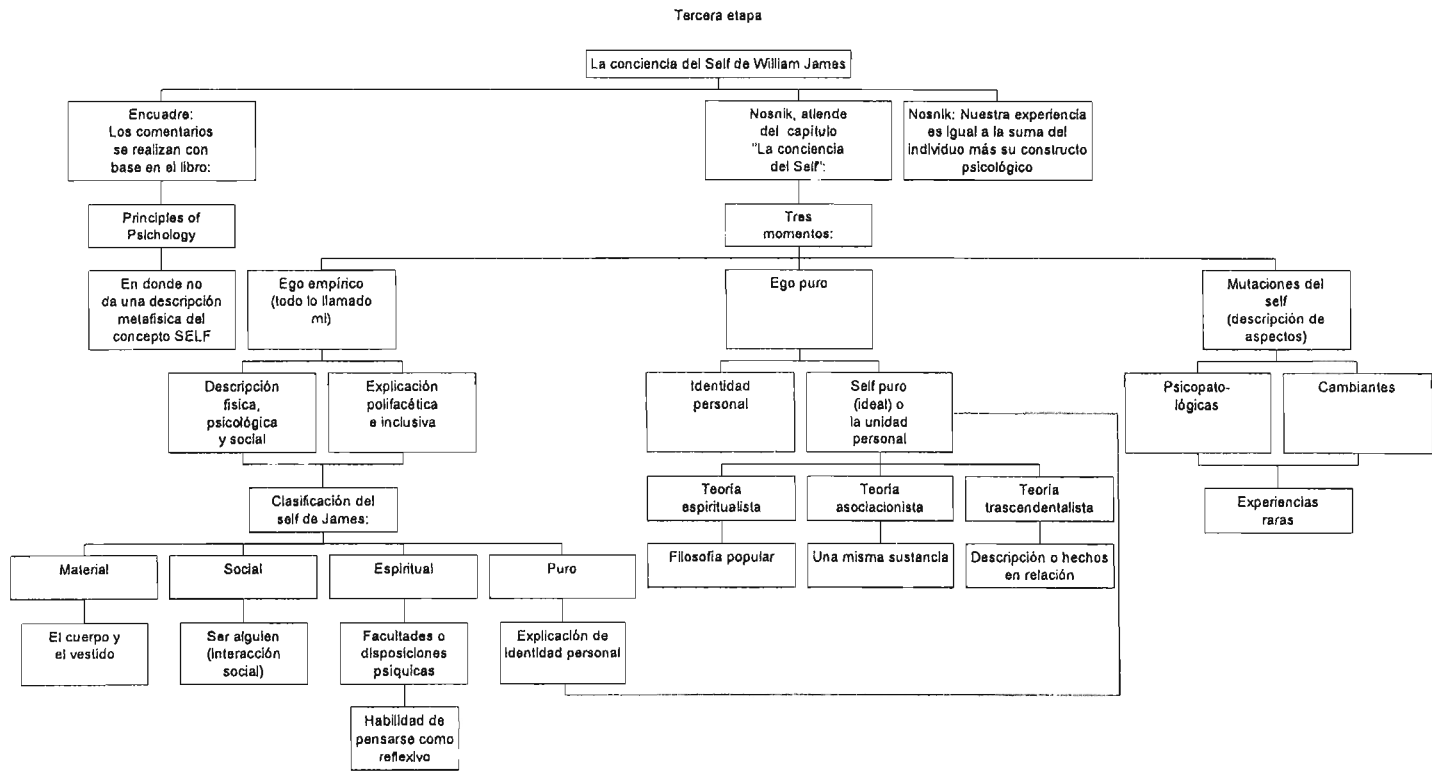 Tercera etapa
La conciencia del Self de William James
Encuadre:
Los comentarios
se realizan con
base en el libro:
Nosnik, atiende
del capítulo
"La conciencia
del Self":
Nosnik: Nuestra experiencia
es igual a la suma del
individuo más su constructo
psicológico
Principles of
Psichology
Tres
momentos:
En donde no
da una descripción
metafísica del
concepto SELF
Ego empírico
(todo lo llamado
mi)
Ego puro
Mutaciones del
self
(descripción de
aspectos)
Descripción
física,
psicológica
y social
Explicación
polifacética
e inclusiva
Identidad
personal
Self puro
(ideal) o
la unidad
personal
Psicopato-
lógicas
Cambiantes
Clasificación del
self de James:
Teoría
espiritualista
Teoría
asociacionista
Teoría
trascendentalista
Experiencias
raras
Filosofía popular
Una misma sustancia
Descripción o hechos
en relación
Material
Social
Espiritual
Puro
El cuerpo y
el vestido
Ser alguien
(interacción
social)
Facultades o
disposiciones
psíquicas
Explicación de
identidad personal
Habilidad de
pensarse como
reflexivo